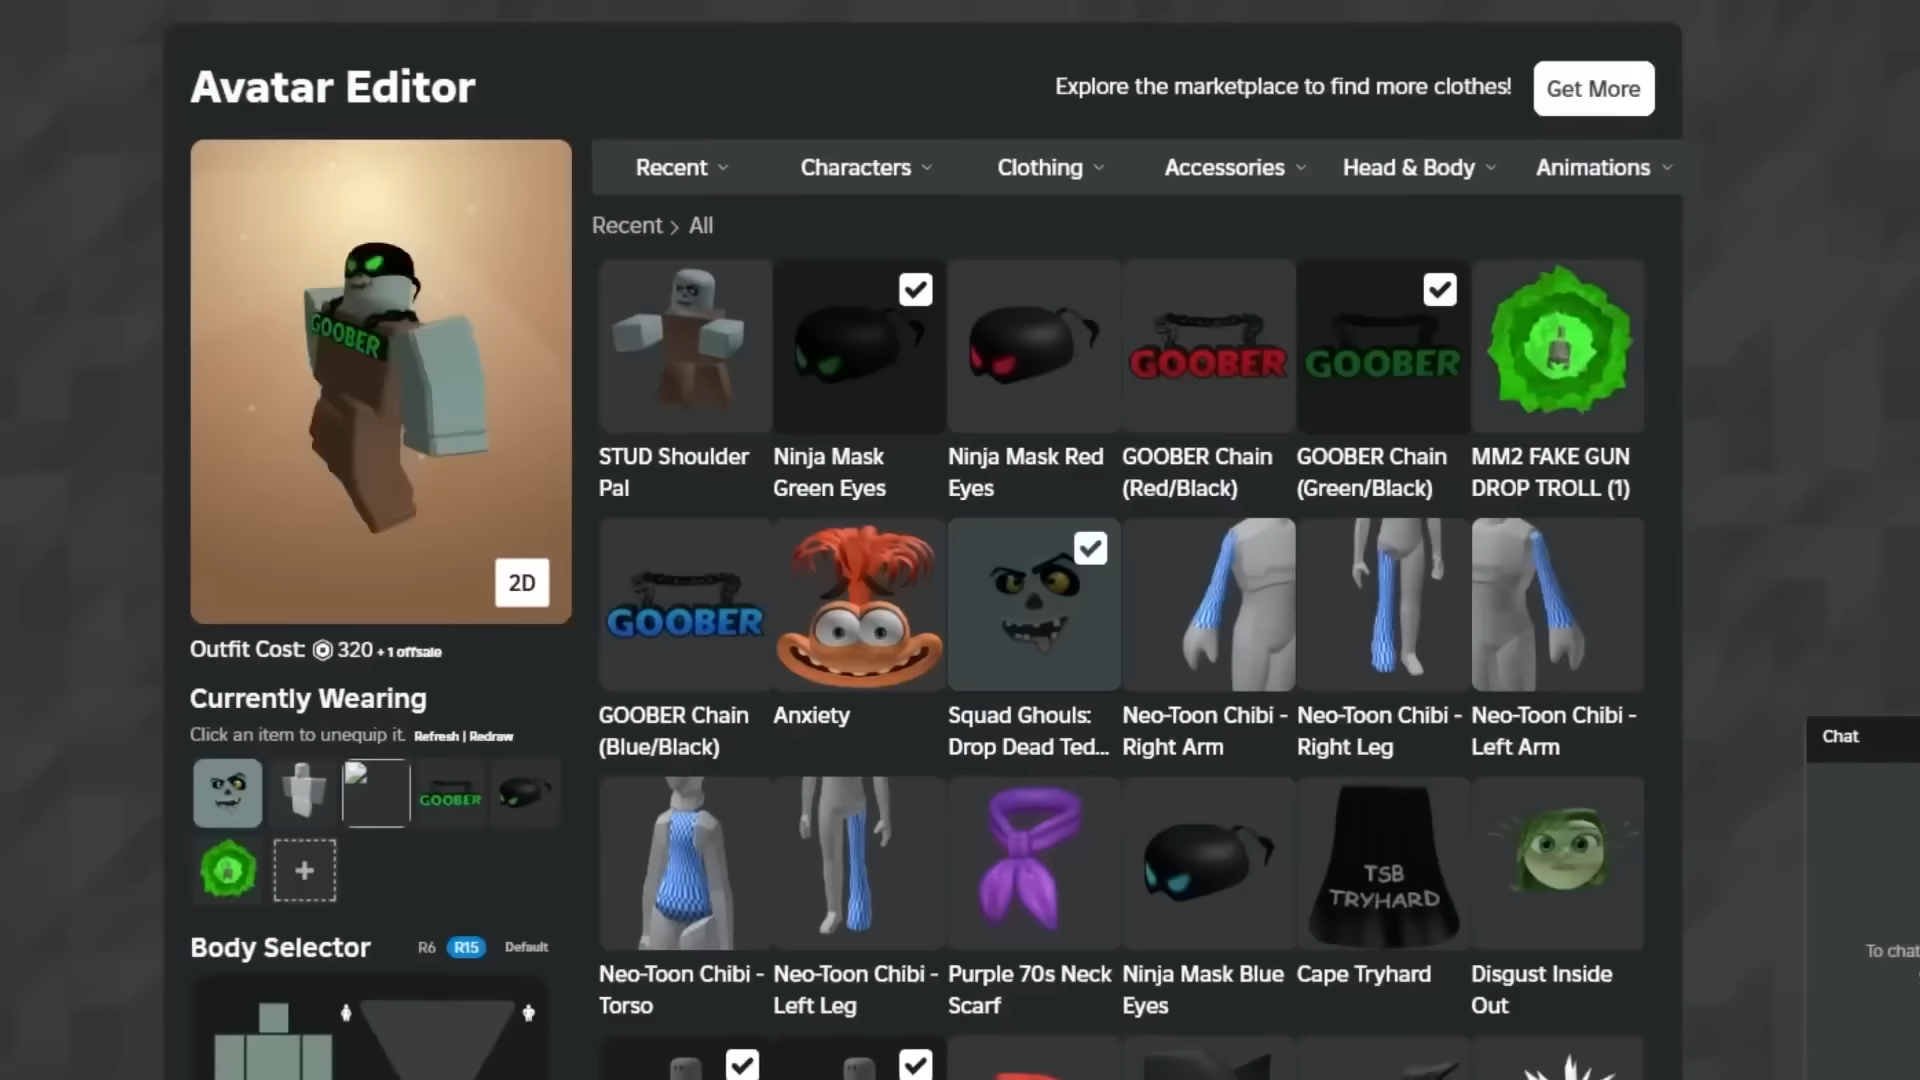 Avatar Editor
Explore the marketplace to find more clothes!
Get More
Recent
Characters
Clothing
Accessories
Head & Body
Animations
Recent > All
GOOBER
2D
GOOBER
GOOBER
STUD Shoulder
Pal
Ninja Mask
Green Eyes
Ninja Mask Red
Eyes
GOOBER Chain
(Red/Black)
GOOBER Chain
(Green/Black)
MM2 FAKE GUN
DROP TROLL (1)
GOOBER
GOOBER Chain
(Blue/Black)
Anxiety
Squad Ghouls:
Drop Dead Ted...
Neo-Toon Chibi -
Right Arm
Neo-Toon Chibi -
Right Leg
Neo-Toon Chibi -
Left Arm
TSB
TRYHARD
Neo-Toon Chibi -
Torso
Neo-Toon Chibi -
Left Leg
Purple 70s Neck
Scarf
Ninja Mask Blue
Eyes
Cape Tryhard
Disgust Inside
Out
Outfit Cost: 320 + 1 offsale
Currently Wearing
Click an item to unequip it. Refresh | Redraw
GOOBER
+
Body Selector
R6
R15
Default
Chat
To chat